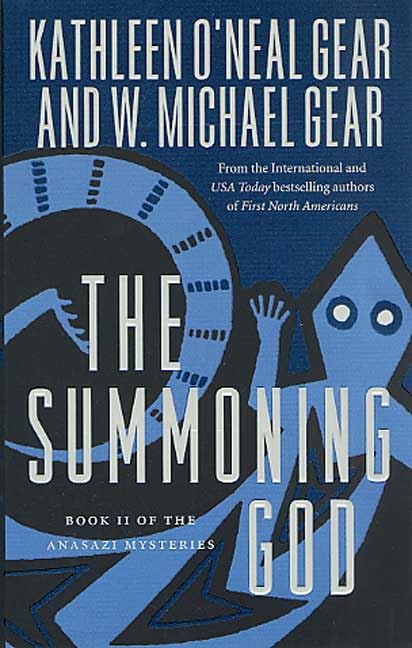 KATHLEEN O'NEAL GEAR
AND W. MICHAEL GEAR
From the International and
USA Today bestselling authors
of First North Americans
THE
SUMMONING
GOD
BOOK II OF THE
ANASAZI MYSTERIES